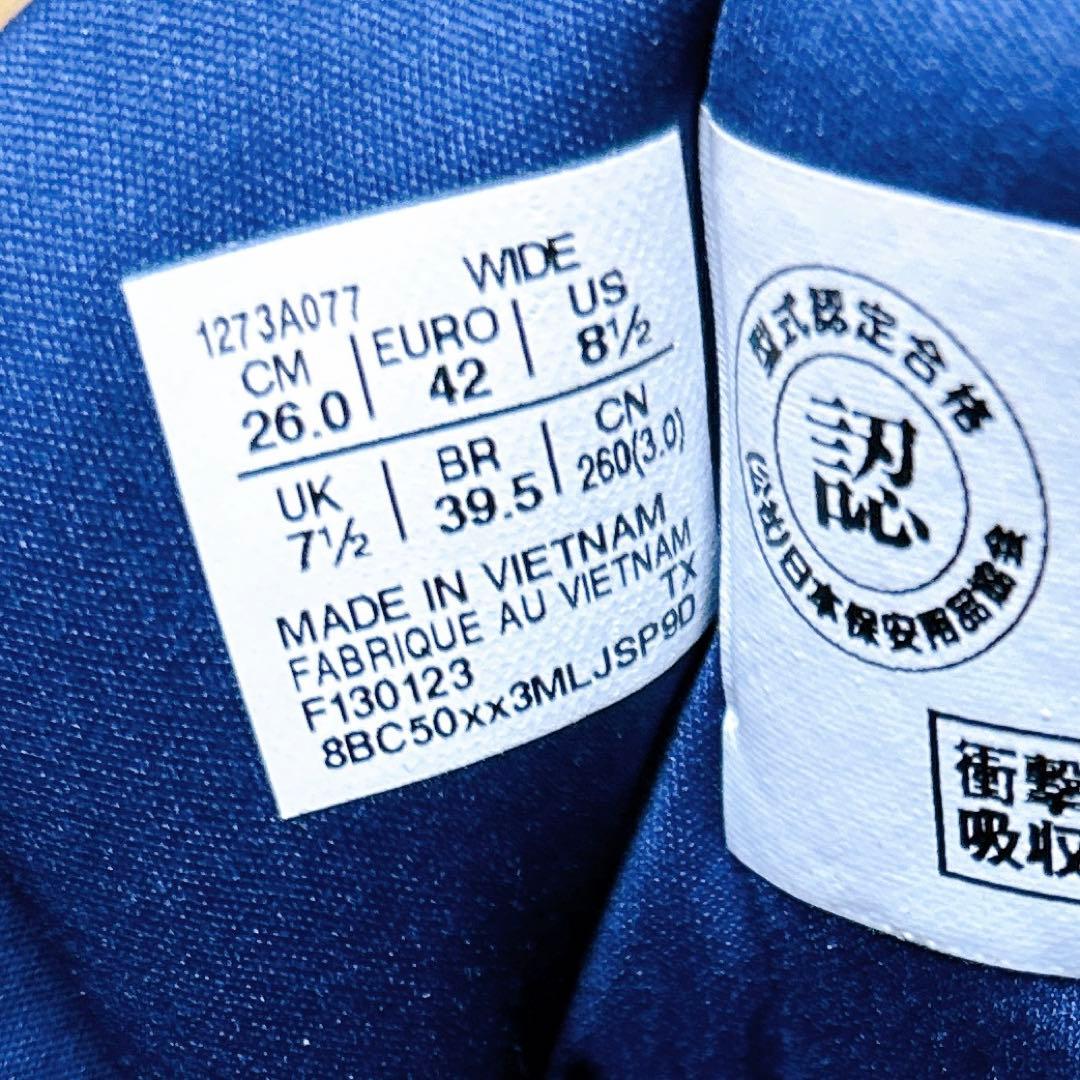 1273A077 WIDE
CM | EURO | US
26.0 42 8½
UK | BR | CN
7½ 39.5 260(3.0)
MADE IN VIETNAM
FABRIQUE AU VIETNAM
F130123 TX
8BC50xx3MLJSP9D
型式認定合格
認
(公社)日本保安用品協会
衝撃
吸収